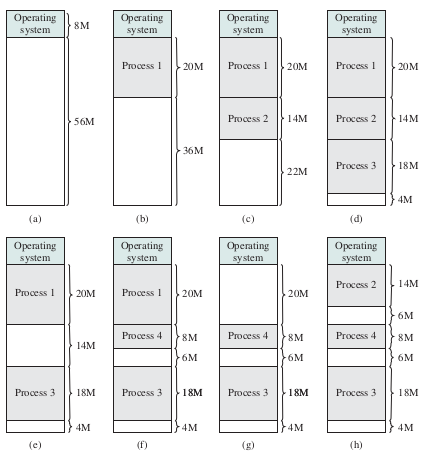 Operating
system
8M
56M
(a)
Operating
system
Process 1
20M
36M
(b)
Operating
system
Process 1
20M
Process 2
14M
22M
(c)
Operating
system
Process 1
20M
Process 2
14M
Process 3
18M
4M
(d)
Operating
system
Process 1
20M
14M
Process 3
18M
4M
(e)
Operating
system
Process 1
20M
Process 4
8M
6M
Process 3
18M
4M
(f)
Operating
system
20M
Process 4
8M
6M
Process 3
18M
4M
(g)
Operating
system
Process 2
14M
6M
Process 4
8M
6M
Process 3
18M
4M
(h)